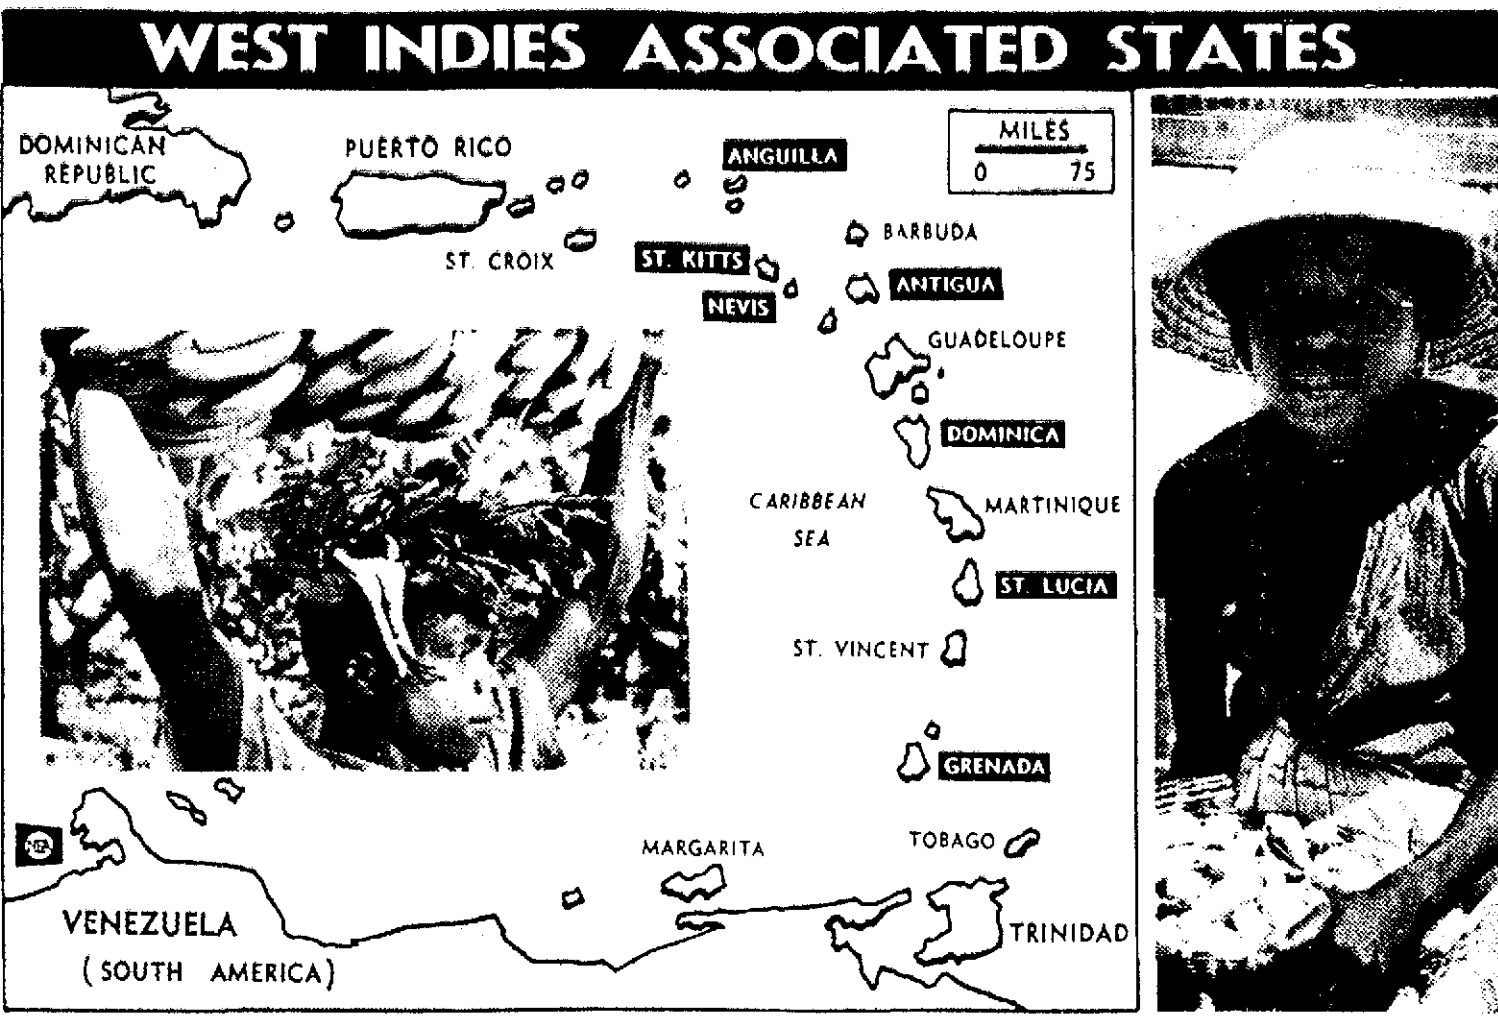 WEST INDIES ASSOCIATED STATES
DOMINICAN
REPUBLIC
PUERTO RICO
ANGUILLA
MILES
0 75
BARBUDA
ST. CROIX
ST. KITTS
ANTIGUA
NEVIS
GUADELOUPE
DOMINICA
CARIBBEAN
SEA
MARTINIQUE
ST. LUCIA
ST. VINCENT
GRENADA
NEA
MARGARITA
TOBAGO
VENEZUELA
(SOUTH AMERICA)
TRINIDAD